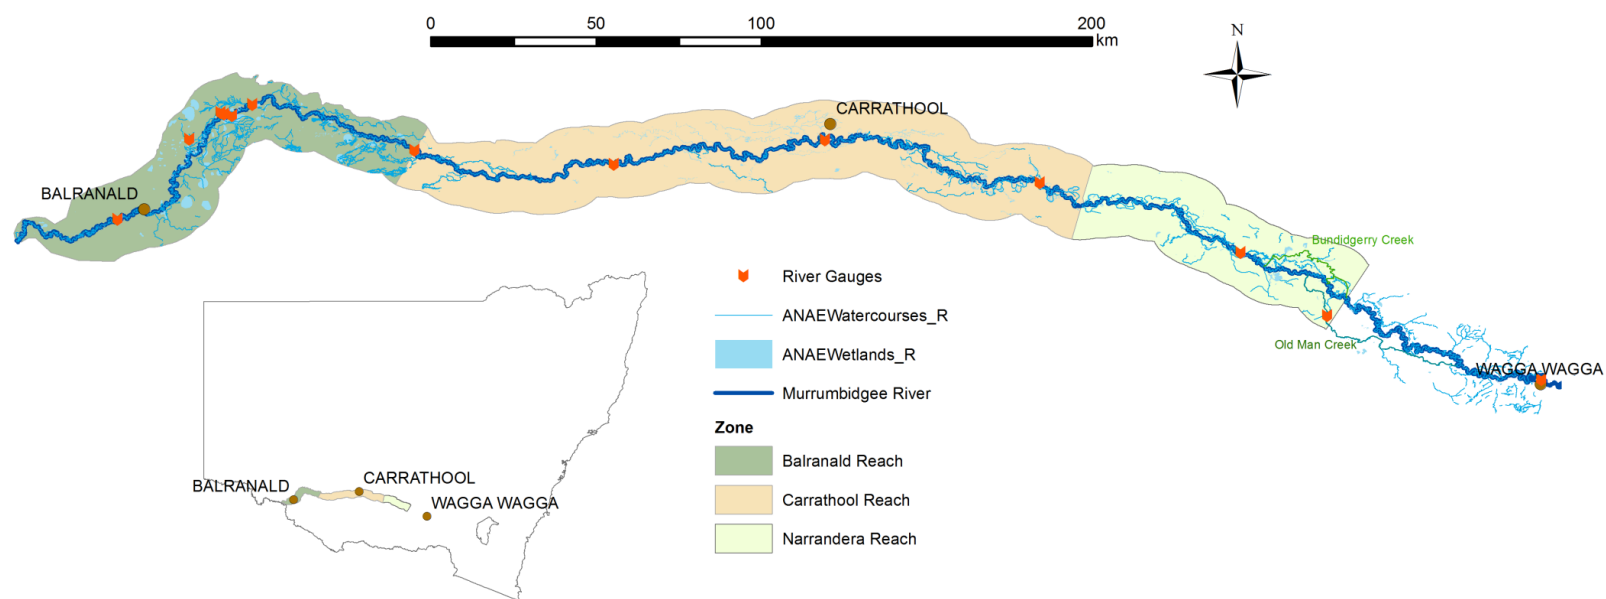 0 50 100 200
km
N
CARRATHOOL
BALRANALD
Bundidgerry Creek
Old Man Creek
WAGGA WAGGA
River Gauges
ANAEWatercourses_R
ANAEWetlands_R
Murrumbidgee River
Zone
Balranald Reach
Carrathool Reach
Narrandera Reach
BALRANALD
CARRATHOOL
WAGGA WAGGA